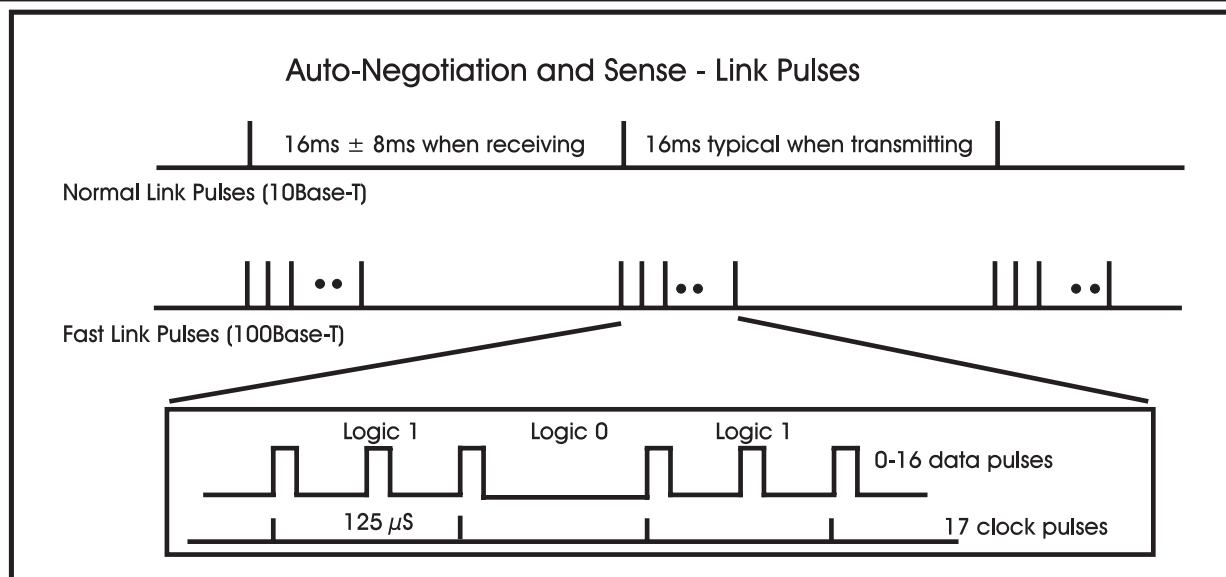 Auto-Negotiation and Sense - Link Pulses
16ms ± 8ms when receiving
16ms typical when transmitting
Normal Link Pulses (10Base-T)
Fast Link Pulses (100Base-T)
Logic 1
Logic 0
Logic 1
0-16 data pulses
125 µS
17 clock pulses